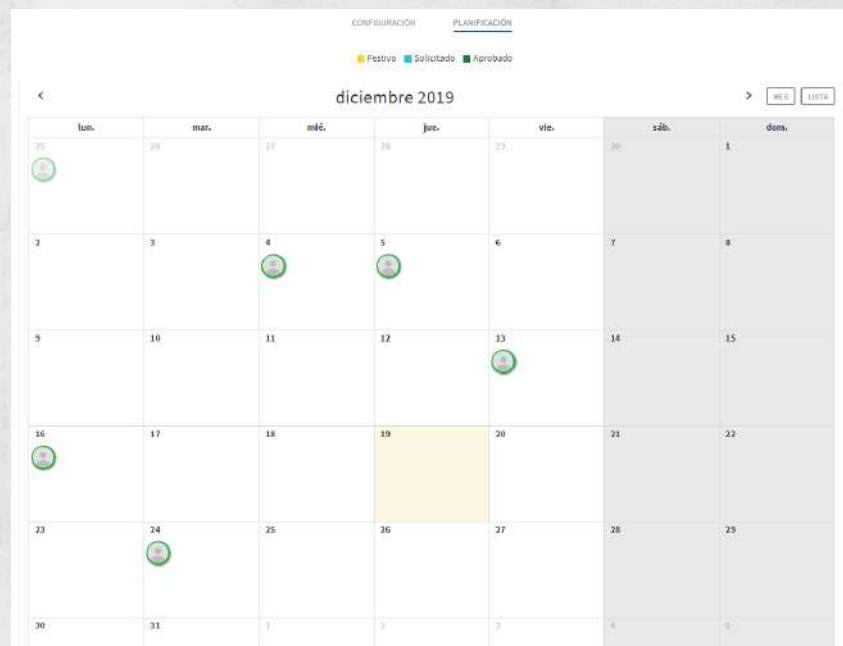 CONFIGURACIÓN PLANIFICACIÓN
Festivo Solicitado Aprobado
< diciembre 2019 > MES LISTA
lun. mar. mié. jue. vie. sáb. dom.
25 26 27 28 29 30 1
2 3 4 5 6 7 8
9 10 11 12 13 14 15
16 17 18 19 20 21 22
23 24 25 26 27 28 29
30 31 1 2 3 4 5